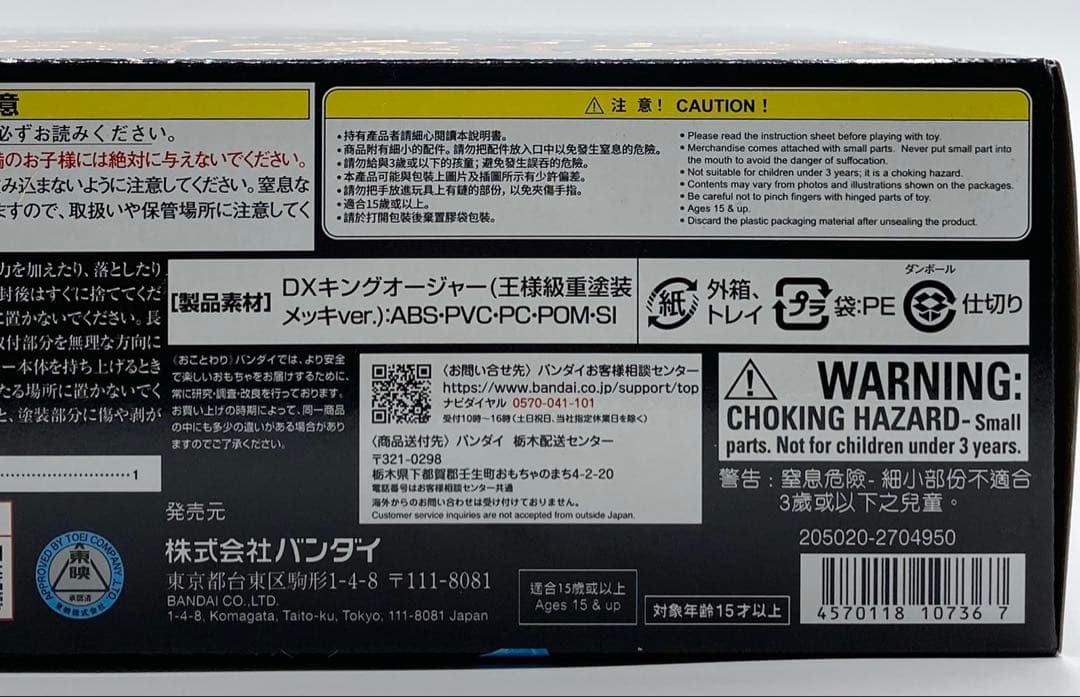 意
必ずお読みください。
のお子様には絶対に与えないでください。
み込まないように注意してください。窒息な
ますので、取扱いや保管場所に注意してく
⚠ 注 意! CAUTION!
•持有產品者請細心閱讀本說明書。
•商品附有細小的配件。請勿把配件放入口中以免發生窒息的危險。
•請勿給與3歲或以下的孩童;避免發生誤吞的危險。
•本產品可能與包裝上圖片及插圖所示有少許偏差。
•請勿把手放進玩具上有鏈的部份,以免夾傷手指。
•適合15歲或以上。
•請於打開包裝後棄置膠袋包裝。
• Please read the instruction sheet before playing with toy.
• Merchandise comes attached with small parts. Never put small part into
the mouth to avoid the danger of suffocation.
• Not suitable for children under 3 years; it is a choking hazard.
• Contents may vary from photos and illustrations shown on the packages.
• Be careful not to pinch fingers with hinged parts of toy.
• Ages 15 & up.
• Discard the plastic packaging material after unsealing the product.
力を加えたり、落としたり
封後はすぐに捨ててくだ
に置かないでください。長
取付部分を無理な方向に
ー本体を持ち上げるとき
たる場所に置かないでく
と、塗装部分に傷や剥が
1
[製品素材]
DXキングオージャー(王様級重塗装
メッキver.):ABS・PVC・PC・POM・SI
紙
外箱、
トレイ
プラ
袋:PE
ダンボール
仕切り
〈おことわり〉バンダイでは、より安全
で楽しいおもちゃをお届けするために、
常に研究・調査・改良を行っております。
お買い上げの時期によって、同一商品
の中にも多少の違いがある場合があり
ますのでご了承ください。
〈お問い合せ先〉バンダイお客様相談センター
https://www.bandai.co.jp/support/top
ナビダイヤル 0570-041-101
受付10時〜16時(土日祝日、当社指定休業日を除く)
〈商品送付先〉バンダイ 栃木配送センター
〒321-0298
栃木県下都賀郡壬生町おもちゃのまち4-2-20
電話番号はお客様相談センター共通
海外からのお問い合わせは受け付けておりません。
Customer service inquiries are not accepted from outside Japan.
⚠ WARNING:
CHOKING HAZARD- Small
parts. Not for children under 3 years.
警告:窒息危險-細小部份不適合
3歲或以下之兒童。
205020-2704950
4570118 10736 7
APPROVED BY TOEI COMPANY, LTD.
東映
承認済
東映株式会社
発売元
株式会社バンダイ
東京都台東区駒形1-4-8 〒111-8081
BANDAI CO.,LTD.
1-4-8, Komagata, Taito-ku, Tokyo, 111-8081 Japan
適合15歲或以上
Ages 15 & up
対象年齢15才以上